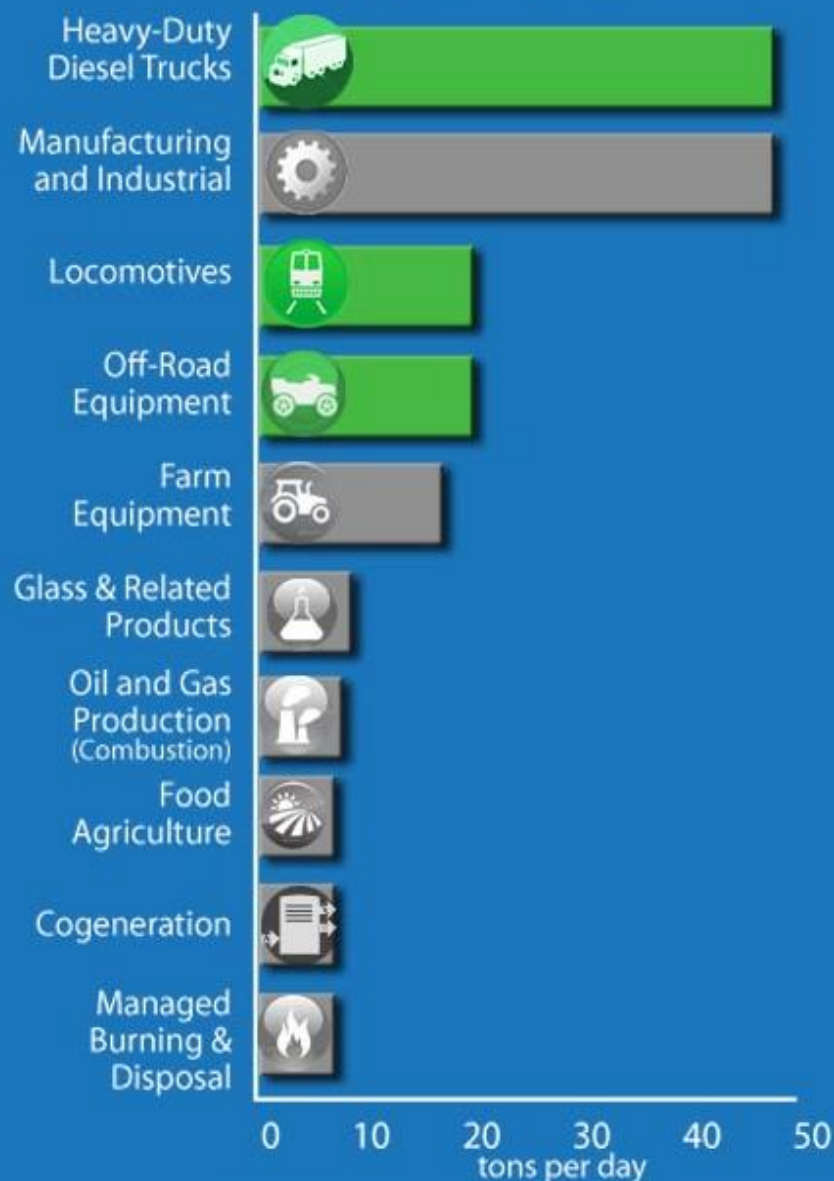 Heavy-Duty
Diesel Trucks
Manufacturing
and Industrial
Locomotives
Off-Road
Equipment
Farm
Equipment
Glass & Related
Products
Oil and Gas
Production
(Combustion)
Food
Agriculture
Cogeneration
Managed
Burning &
Disposal
0 10 20 30 40 50
tons per day